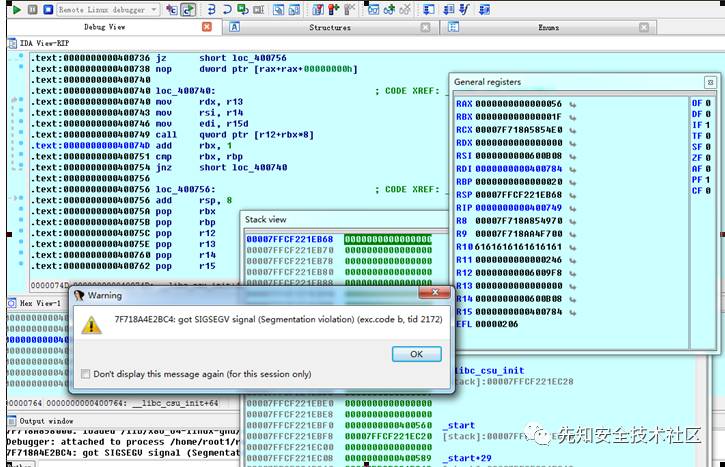 Remote Linux debugger
Debug View
Structures
Enums
IDA View-RIP
.text:0000000000400736 jz short loc_400756
.text:0000000000400738 nop dword ptr [rax+rax+00000000h]
.text:0000000000400740
.text:0000000000400740 loc_400740: ; CODE XREF:
.text:0000000000400740 mov rdx, r13
.text:0000000000400743 mov rsi, r14
.text:0000000000400746 mov edi, r15d
.text:0000000000400749 call qword ptr [r12+rbx*8]
.text:000000000040074D add rbx, 1
.text:0000000000400751 cmp rbx, rbp
.text:0000000000400754 jnz short loc_400740
.text:0000000000400756
.text:0000000000400756 loc_400756: ; CODE XREF:
.text:0000000000400756 add rsp, 8
.text:000000000040075A pop rbx
.text:000000000040075B pop rbp
.text:000000000040075C pop r12
.text:000000000040075E pop r13
.text:0000000000400760 pop r14
.text:0000000000400762 pop r15
General registers
RAX 0000000000000056
RBX 000000000000001F
RCX 00007F718A5854E0
RDX 0000000000000000
RSI 0000000000600B08
RDI 0000000000400784
RBP 0000000000000020
RSP 00007FFCF221EB68
RIP 0000000000400749
R8 00007F718A854970
R9 00007F718AA4F700
R10 6161616161616161
R11 0000000000000246
R12 00000000006009F8
R13 0000000000000000
R14 0000000000600B08
R15 0000000000400784
EFL 00000206
OF 0
DF 0
IF 1
TF 0
SF 0
ZF 0
AF 0
PF 1
CF 0
Stack view
00007FFCF221EB68 0000000000000000
00007FFCF221EB70 0000000000000000
00007FFCF221EB78 0000000000000000
00007FFCF221EB80 0000000000000000
00007FFCF221EB88 0000000000000000
Hex View-1
Warning
7F718A4E2BC4: got SIGSEGV signal (Segmentation violation) (exc.code b, tid 2172)
OK
Don't display this message again (for this session only)
libc_csu_init
[stack]:00007FFCF221EC28
0000000000400764: __libc_csu_init+64
00007FFCF221EBE8
00007FFCF221EBF0 0000000000400560 _start
00007FFCF221EBF8
00007FFCF221EC00 0000000000000000
00007FFCF221EC08 0000000000000000
0000000000400589 _start+29
Output window
Debugger: attached to process /home/root1/r
7F718A4E2BC4: got SIGSEGV signal (Segmentat
先知安全技术社区